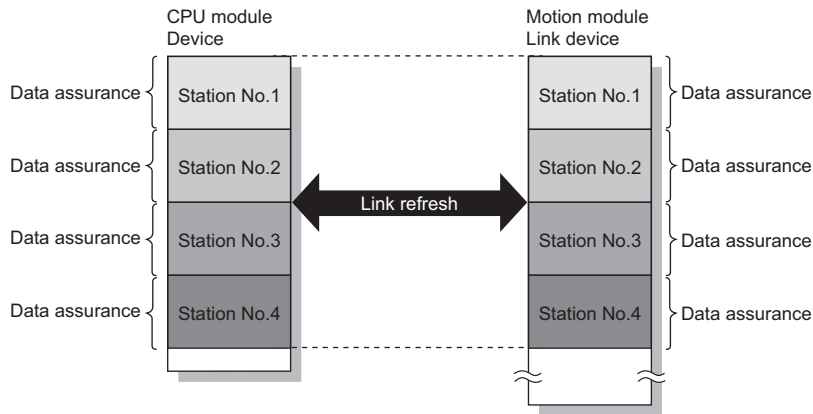 CPU module
Device
Motion module
Link device
Data assurance
Station No.1
Station No.1
Data assurance
Data assurance
Station No.2
Station No.2
Data assurance
Link refresh
Data assurance
Station No.3
Station No.3
Data assurance
Data assurance
Station No.4
Station No.4
Data assurance